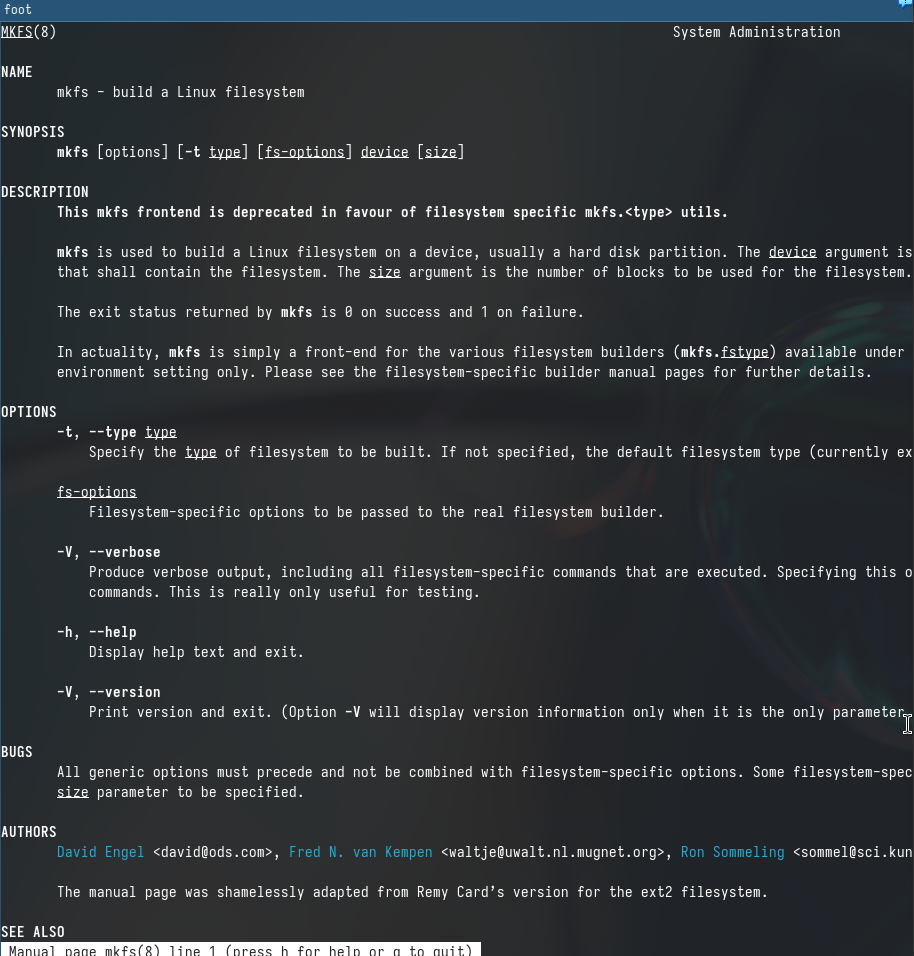 foot
MKFS(8)                    System Administration
NAME
mkfs - build a Linux filesystem
SYNOPSIS
mkfs [options] [-t type] [fs-options] device [size]
DESCRIPTION
This mkfs frontend is deprecated in favour of filesystem specific mkfs.<type> utils.
mkfs is used to build a Linux filesystem on a device, usually a hard disk partition. The device argument is
that shall contain the filesystem. The size argument is the number of blocks to be used for the filesystem.
The exit status returned by mkfs is 0 on success and 1 on failure.
In actuality, mkfs is simply a front-end for the various filesystem builders (mkfs.fstype) available under
environment setting only. Please see the filesystem-specific builder manual pages for further details.
OPTIONS
-t, --type type
Specify the type of filesystem to be built. If not specified, the default filesystem type (currently ex
fs-options
Filesystem-specific options to be passed to the real filesystem builder.
-V, --verbose
Produce verbose output, including all filesystem-specific commands that are executed. Specifying this o
commands. This is really only useful for testing.
-h, --help
Display help text and exit.
-V, --version
Print version and exit. (Option -V will display version information only when it is the only parameter,
BUGS
All generic options must precede and not be combined with filesystem-specific options. Some filesystem-spec
size parameter to be specified.
AUTHORS
David Engel <david@ods.com>, Fred N. van Kempen <waltje@uwalt.nl.mugnet.org>, Ron Sommeling <sommel@sci.kun
The manual page was shamelessly adapted from Remy Card’s version for the ext2 filesystem.
SEE ALSO
Manual page mkfs(8) line 1 (press h for help or q to quit)